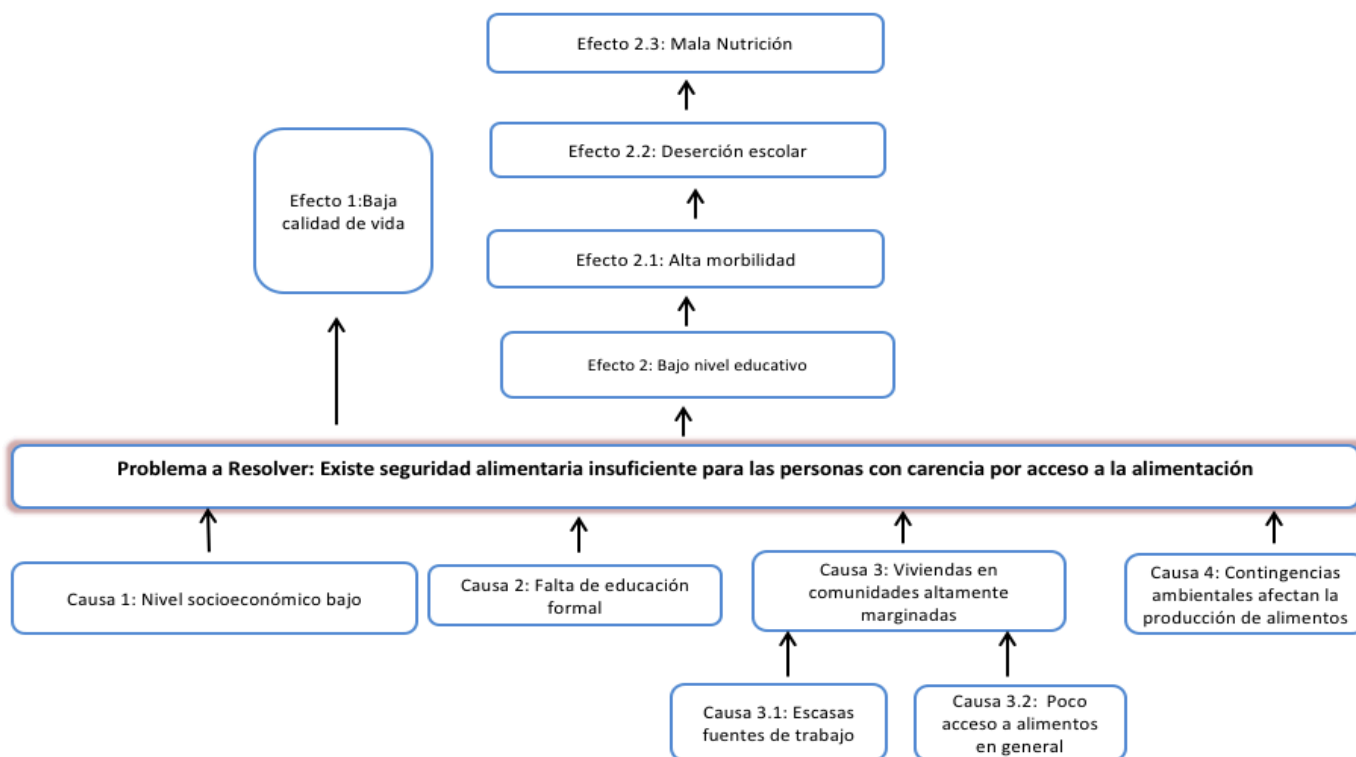 Efecto 2.3: Mala Nutrición
Efecto 2.2: Deserción escolar
Efecto 1:Baja
calidad de vida
Efecto 2.1: Alta morbilidad
Efecto 2: Bajo nivel educativo
Problema a Resolver: Existe seguridad alimentaria insuficiente para las personas con carencia por acceso a la alimentación
Causa 1: Nivel socioeconómico bajo
Causa 2: Falta de educación
formal
Causa 3: Viviendas en
comunidades altamente
marginadas
Causa 4: Contingencias
ambientales afectan la
producción de alimentos
Causa 3.1: Escasas
fuentes de trabajo
Causa 3.2: Poco
acceso a alimentos
en general